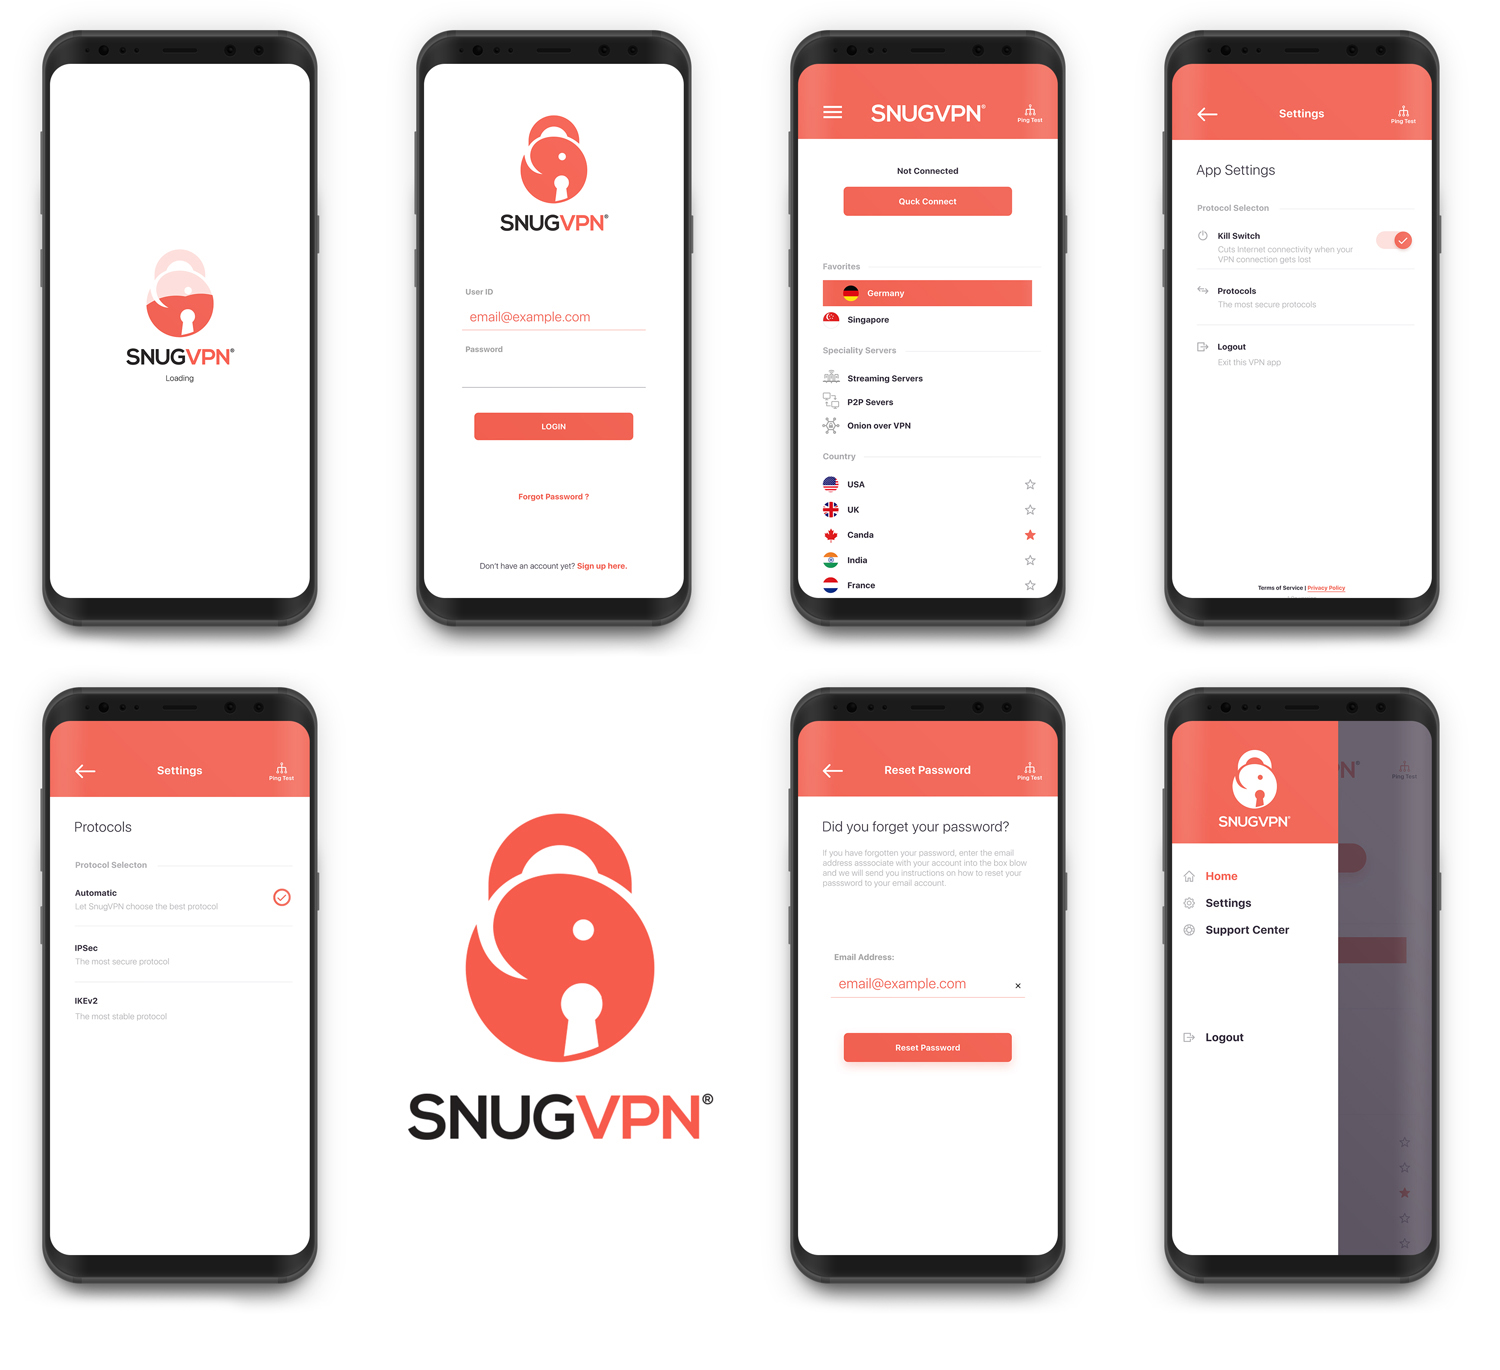 SNUGVPN®
Loading
SNUGVPN®
User ID
email@example.com
Password
LOGIN
Forgot Password ?
Don't have an account yet? Sign up here.
SNUGVPN®
Ping Test
Not Connected
Quck Connect
Favorites
Germany
Singapore
Speciality Servers
Streaming Servers
P2P Severs
Onion over VPN
Country
USA
UK
Canda
India
France
Settings
Ping Test
App Settings
Protocol Selecton
Kill Switch
Cuts Internet connectivity when your
VPN connection gets lost
Protocols
The most secure protocols
Logout
Exit this VPN app
Terms of Service | Privacy Policy
Settings
Ping Test
Protocols
Protocol Selecton
Automatic
Let SnugVPN choose the best protocol
IPSec
The most secure protocol
IKEv2
The most stable protocol
SNUGVPN®
Reset Password
Ping Test
Did you forget your password?
If you have forgotten your password, enter the email
address asssociate with your account into the box blow
and we will send you instructions on how to reset your
passsword to your email account.
Email Address:
email@example.com
×
Reset Password
SNUGVPN®
N®
Ping Test
Home
Settings
Support Center
Logout